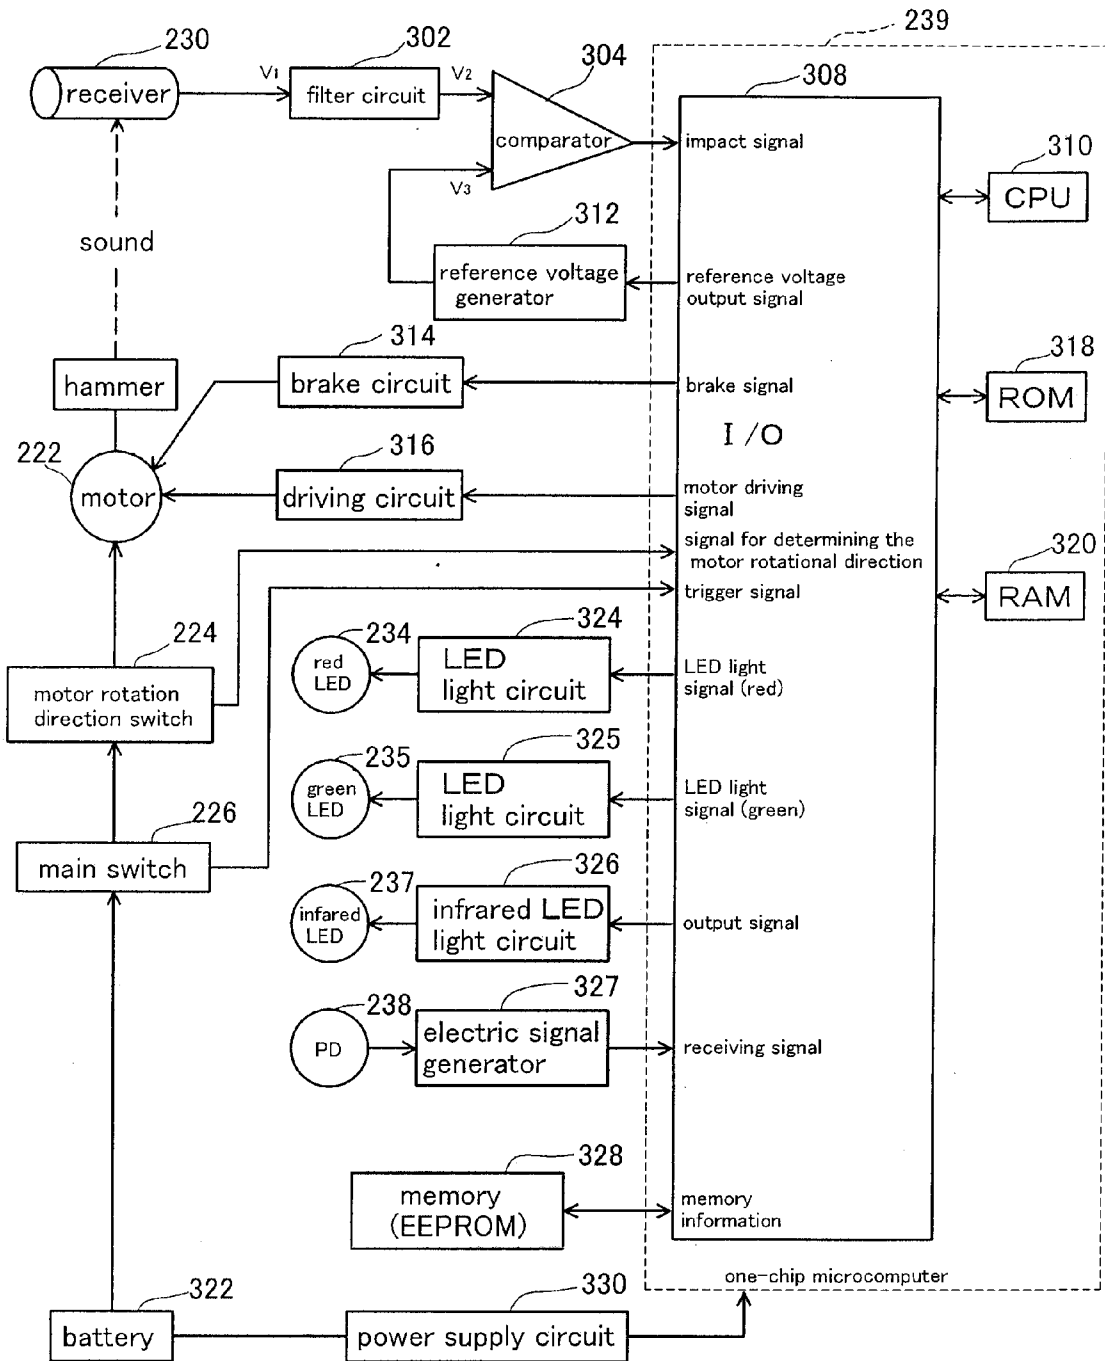 239
230
302
304
308
receiver
V1
filter circuit
V2
comparator
impact signal
310
CPU
V3
312
sound
reference voltage
generator
reference voltage
output signal
314
318
hammer
brake circuit
brake signal
ROM
I/O
222
316
motor
driving circuit
motor driving
signal
signal for determining the
motor rotational direction
320
trigger signal
RAM
224
234
324
red
LED
LED
light circuit
LED light
signal (red)
motor rotation
direction switch
235
325
green
LED
LED
light circuit
LED light
signal (green)
226
main switch
237
326
infared
LED
infrared LED
light circuit
output signal
238
327
PD
electric signal
generator
receiving signal
328
memory
(EEPROM)
memory
information
one-chip microcomputer
322
330
battery
power supply circuit